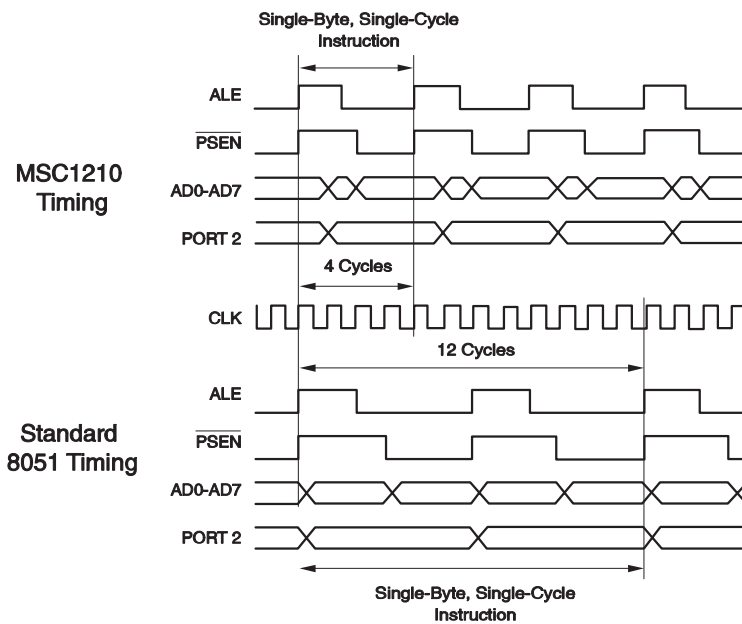 Single-Byte, Single-Cycle
Instruction
ALE
PSEN
MSC1210
Timing
AD0-AD7
PORT 2
4 Cycles
CLK
12 Cycles
ALE
Standard
8051 Timing
PSEN
AD0-AD7
PORT 2
Single-Byte, Single-Cycle
Instruction